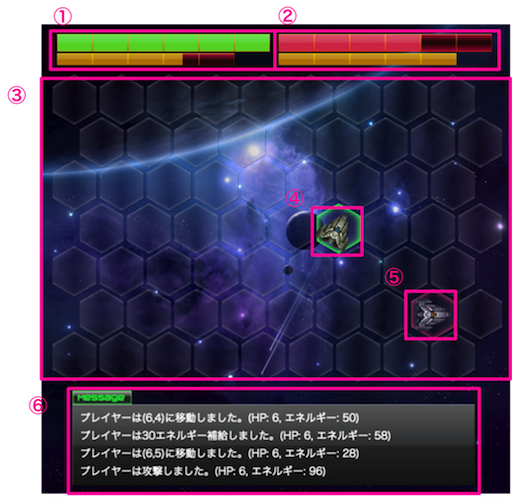 ①
②
③
④
⑤
⑥
Message
プレイヤーは(6,4)に移動しました。(HP: 6, エネルギー: 50)
プレイヤーは30エネルギー補給しました。(HP: 6, エネルギー: 58)
プレイヤーは(6,5)に移動しました。(HP: 6, エネルギー: 28)
プレイヤーは攻撃しました。(HP: 6, エネルギー: 96)